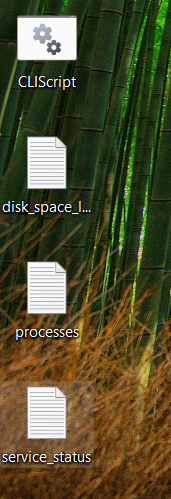 CLIScript
disk_space_l...
processes
service_status